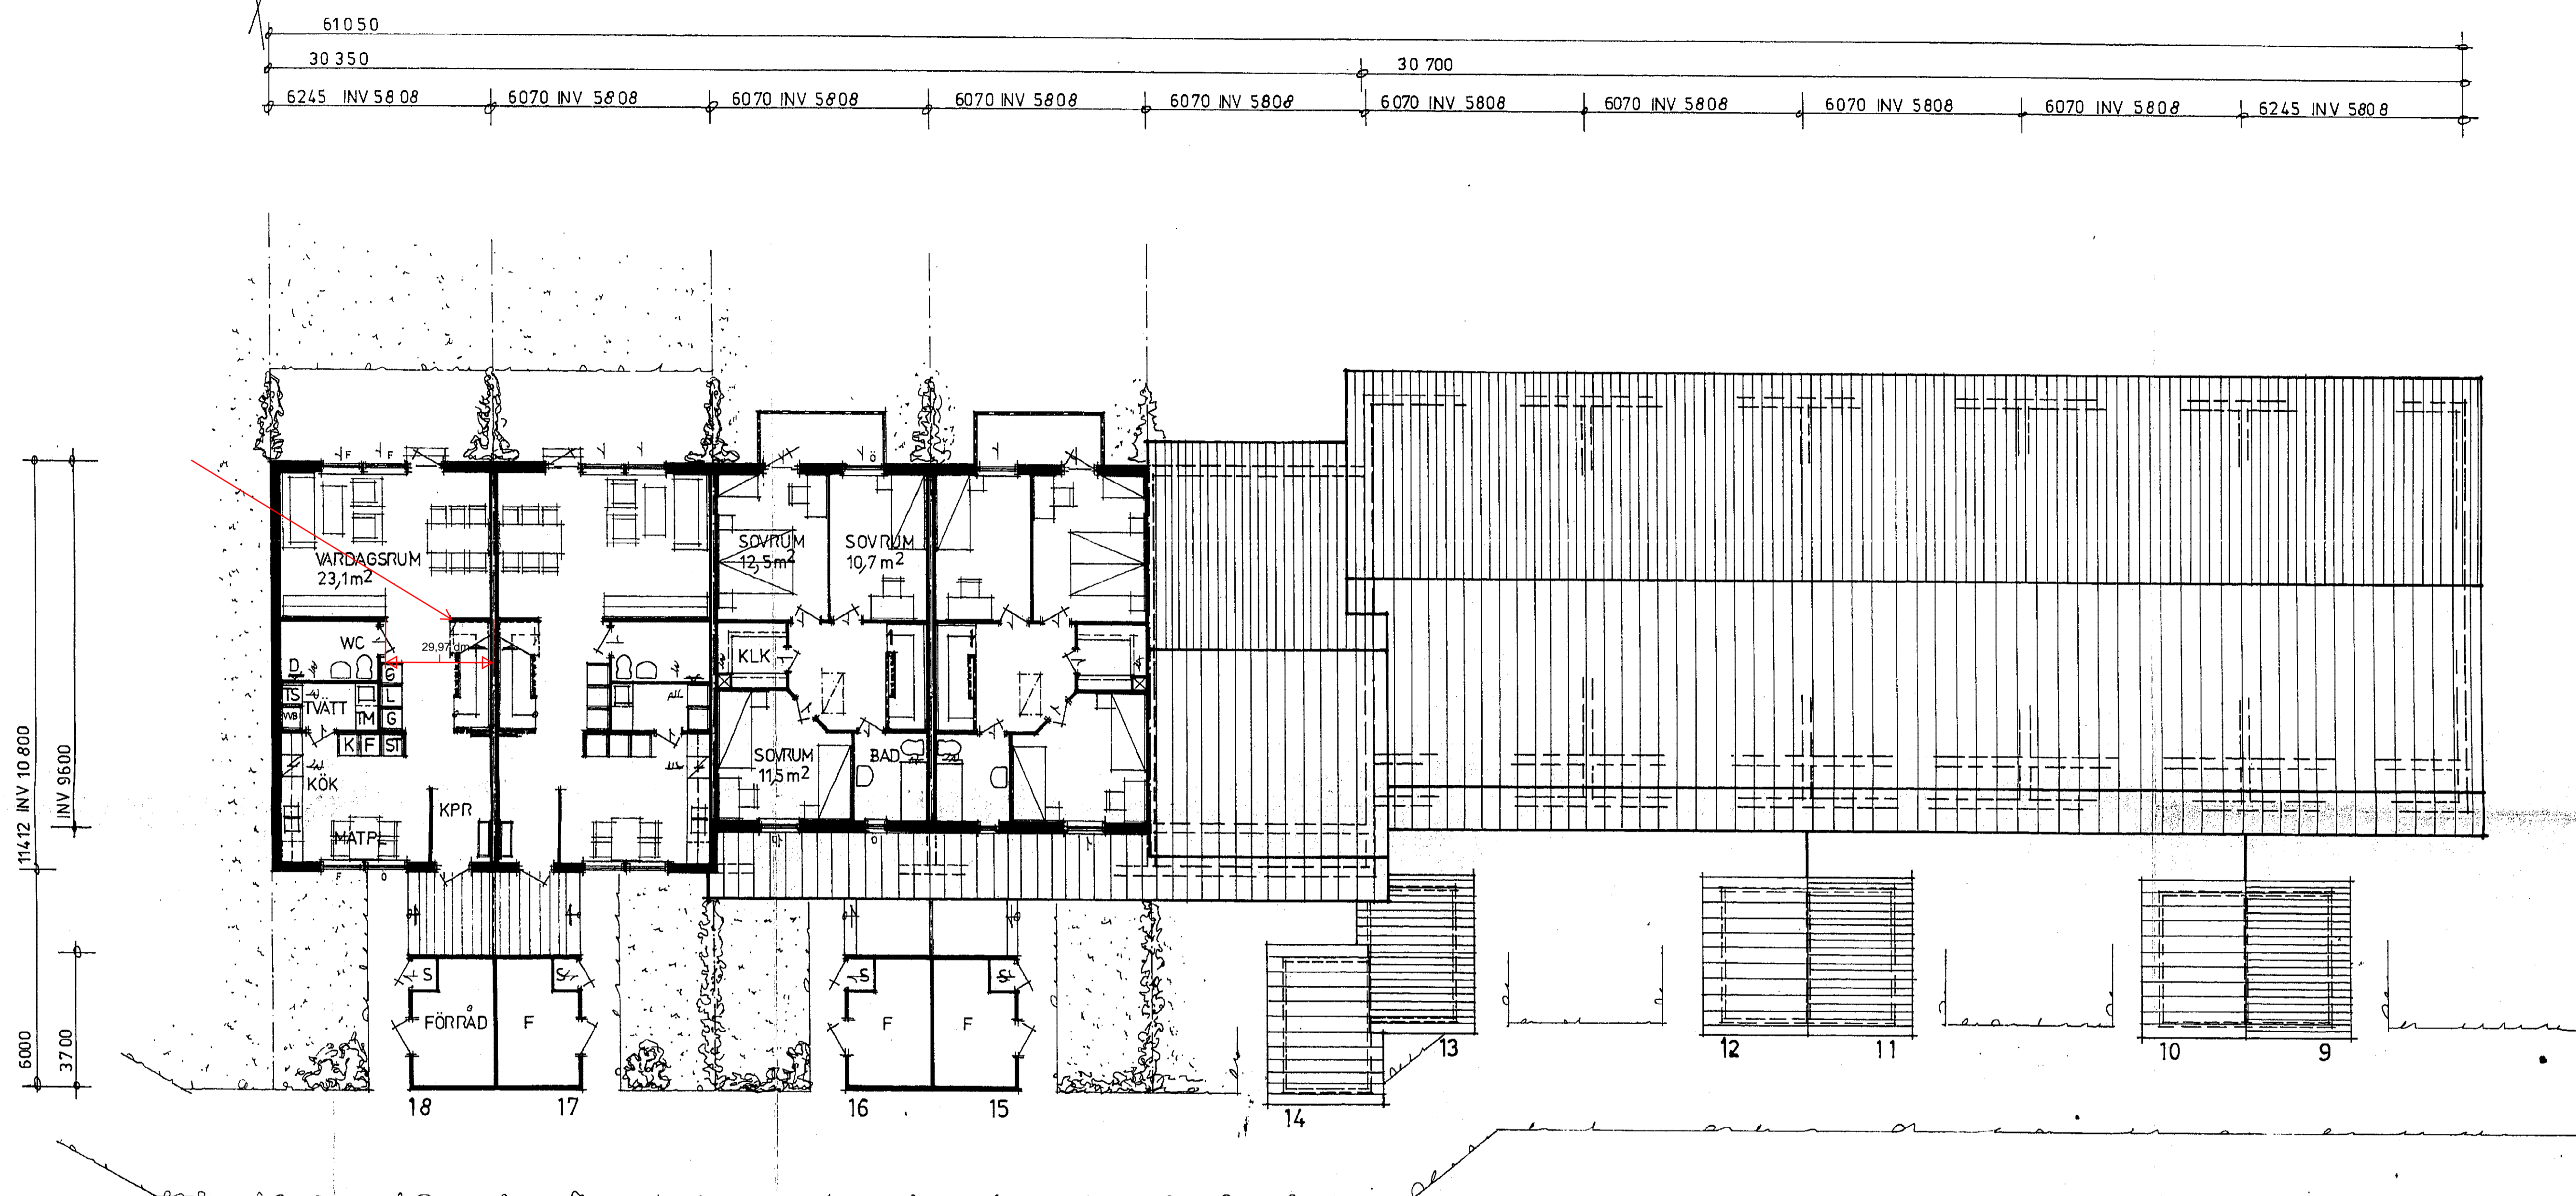 61050
30 350
30 700
6245 INV 5808
6070 INV 5808
6070 INV 5808
6070 INV 5808
6070 INV 5808
6070 INV 5808
6070 INV 5808
6070 INV 5808
6070 INV 5808
6245 INV 5808
F
F
Ö
VARDAGSRUM
23,1m2
SOVRUM
12,5m2
SOVRUM
10,7 m2
WC
29,97 dm
KLK
D
G
TS
L
TVÄTT
VVB
TM
G
K
F
ST
KÖK
SOVRUM
11,5 m2
BAD
KPR
MATPL
F
Ö
Ö
Ö
11412 INV 10 800
INV 9600
6000
3700
S
S
S
S
FÖRRÅD
F
F
F
18
17
16
15
14
13
12
11
10
9